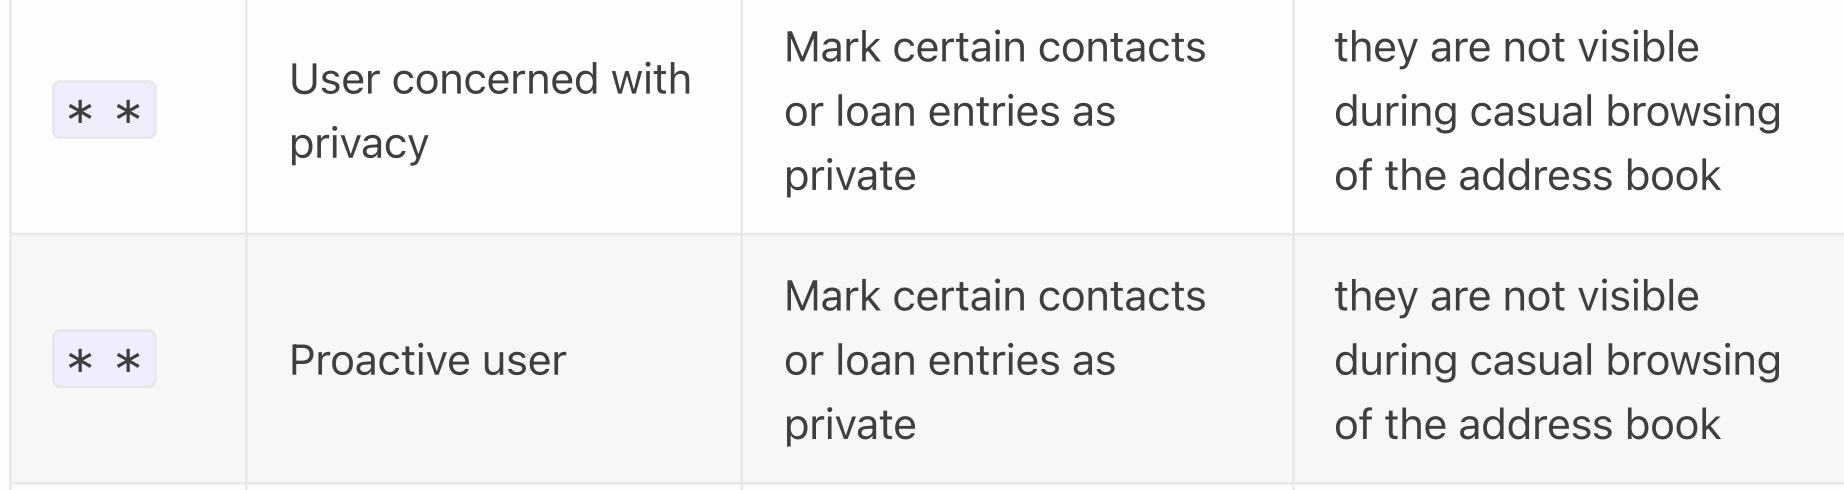 * *
User concerned with
privacy
Mark certain contacts
or loan entries as
private
they are not visible
during casual browsing
of the address book
* *
Proactive user
Mark certain contacts
or loan entries as
private
they are not visible
during casual browsing
of the address book